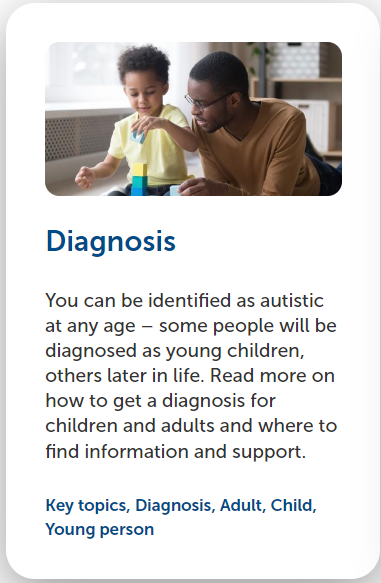 Diagnosis
You can be identified as autistic
at any age – some people will be
diagnosed as young children,
others later in life. Read more on
how to get a diagnosis for
children and adults and where to
find information and support.
Key topics, Diagnosis, Adult, Child,
Young person